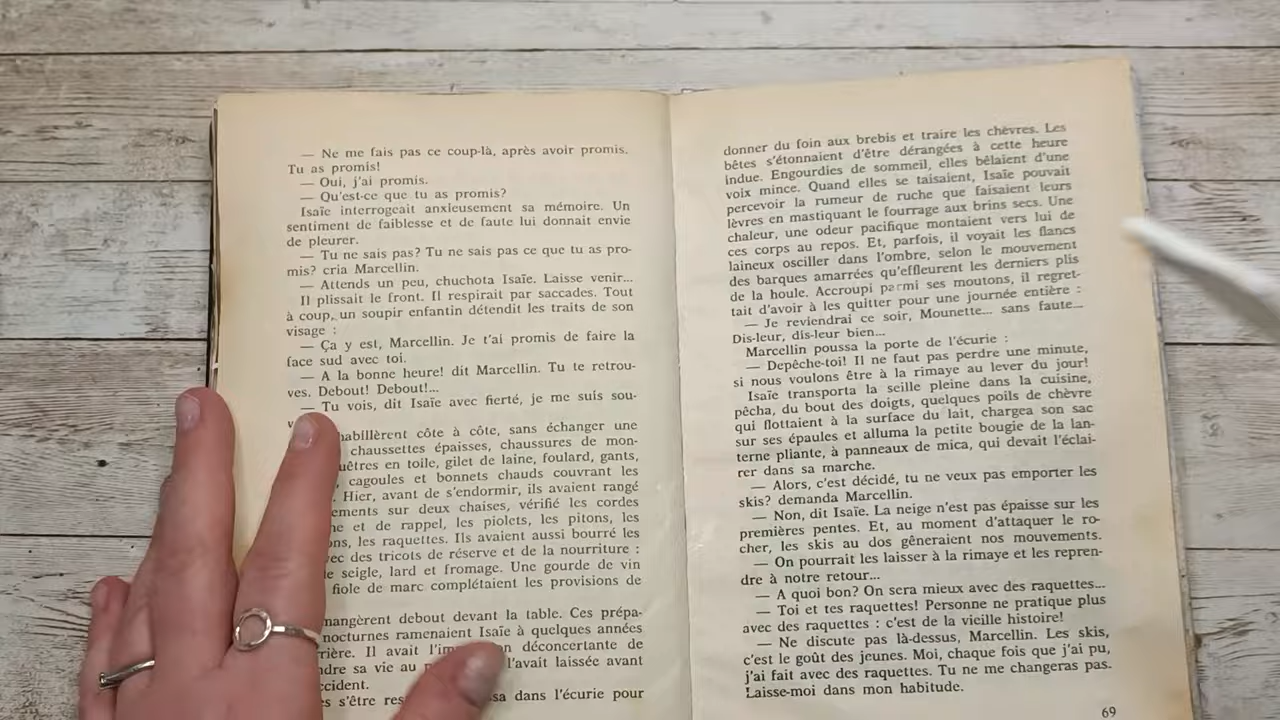 — Ne me fais pas ce coup-là, après avoir promis.
Tu as promis!
— Oui, j'ai promis.
— Qu'est-ce que tu as promis?
Isaïe interrogeait anxieusement sa mémoire. Un
sentiment de faiblesse et de faute lui donnait envie
de pleurer.
— Tu ne sais pas? Tu ne sais pas ce que tu as pro-
mis? cria Marcellin.
— Attends un peu, chuchota Isaïe. Laisse venir...
Il plissait le front. Il respirait par saccades. Tout
à coup, un soupir enfantin détendit les traits de son
visage :
— Ça y est, Marcellin. Je t'ai promis de faire la
face sud avec toi.
— A la bonne heure! dit Marcellin. Tu te retrou-
ves. Debout! Debout!...
— Tu vois, dit Isaïe avec fierté, je me suis sou-
habillèrent côte à côte, sans échanger une
chaussettes épaisses, chaussures de mon-
en toile, gilet de laine, foulard, gants,
cagoules et bonnets chauds couvrant les
Hier, avant de s'endormir, ils avaient rangé
sur deux chaises, vérifié les cordes
et de rappel, les piolets, les pitons, les
les raquettes. Ils avaient aussi bourré les
des tricots de réserve et de la nourriture :
seigle, lard et fromage. Une gourde de vin
fiole de marc complétaient les provisions de
mangèrent debout devant la table. Ces prépa-
nocturnes ramenaient Isaïe à quelques années
Il avait déconcertante de
sa vie au l'avait laissée avant
s'être dans l'écurie pour
donner du foin aux brebis et traire les chèvres. Les
bêtes s'étonnaient d'être dérangées à cette heure
indue. Engourdies de sommeil, elles bêlaient d'une
voix mince. Quand elles se taisaient, Isaïe pouvait
percevoir la rumeur de ruche que faisaient leurs
lèvres en mastiquant le fourrage aux brins secs. Une
chaleur, une odeur pacifique montaient vers lui de
ces corps au repos. Et, parfois, il voyait les flancs
laineux osciller dans l'ombre, selon le mouvement
des barques amarrées qu'effleurent les derniers plis
de la houle. Accroupi parmi ses moutons, il regret-
tait d'avoir à les quitter pour une journée entière :
— Je reviendrai ce soir, Mounette... sans faute...
Dis-leur, dis-leur bien...
Marcellin poussa la porte de l'écurie :
— Dépêche-toi! Il ne faut pas perdre une minute,
si nous voulons être à la rimaye au lever du jour!
Isaïe transporta la seille pleine dans la cuisine,
pêcha, du bout des doigts, quelques poils de chèvre
qui flottaient à la surface du lait, chargea son sac
sur ses épaules et alluma la petite bougie de la lan-
terne pliante, à panneaux de mica, qui devait l'éclai-
rer dans sa marche.
— Alors, c'est décidé, tu ne veux pas emporter les
skis? demanda Marcellin.
— Non, dit Isaïe. La neige n'est pas épaisse sur les
premières pentes. Et, au moment d'attaquer le ro-
cher, les skis au dos gêneraient nos mouvements.
— On pourrait les laisser à la rimaye et les repren-
dre à notre retour...
— A quoi bon? On sera mieux avec des raquettes...
— Toi et tes raquettes! Personne ne pratique plus
avec des raquettes : c'est de la vieille histoire!
— Ne discute pas là-dessus, Marcellin. Les skis,
c'est le goût des jeunes. Moi, chaque fois que j'ai pu,
j'ai fait avec des raquettes. Tu ne me changeras pas.
Laisse-moi dans mon habitude.
69